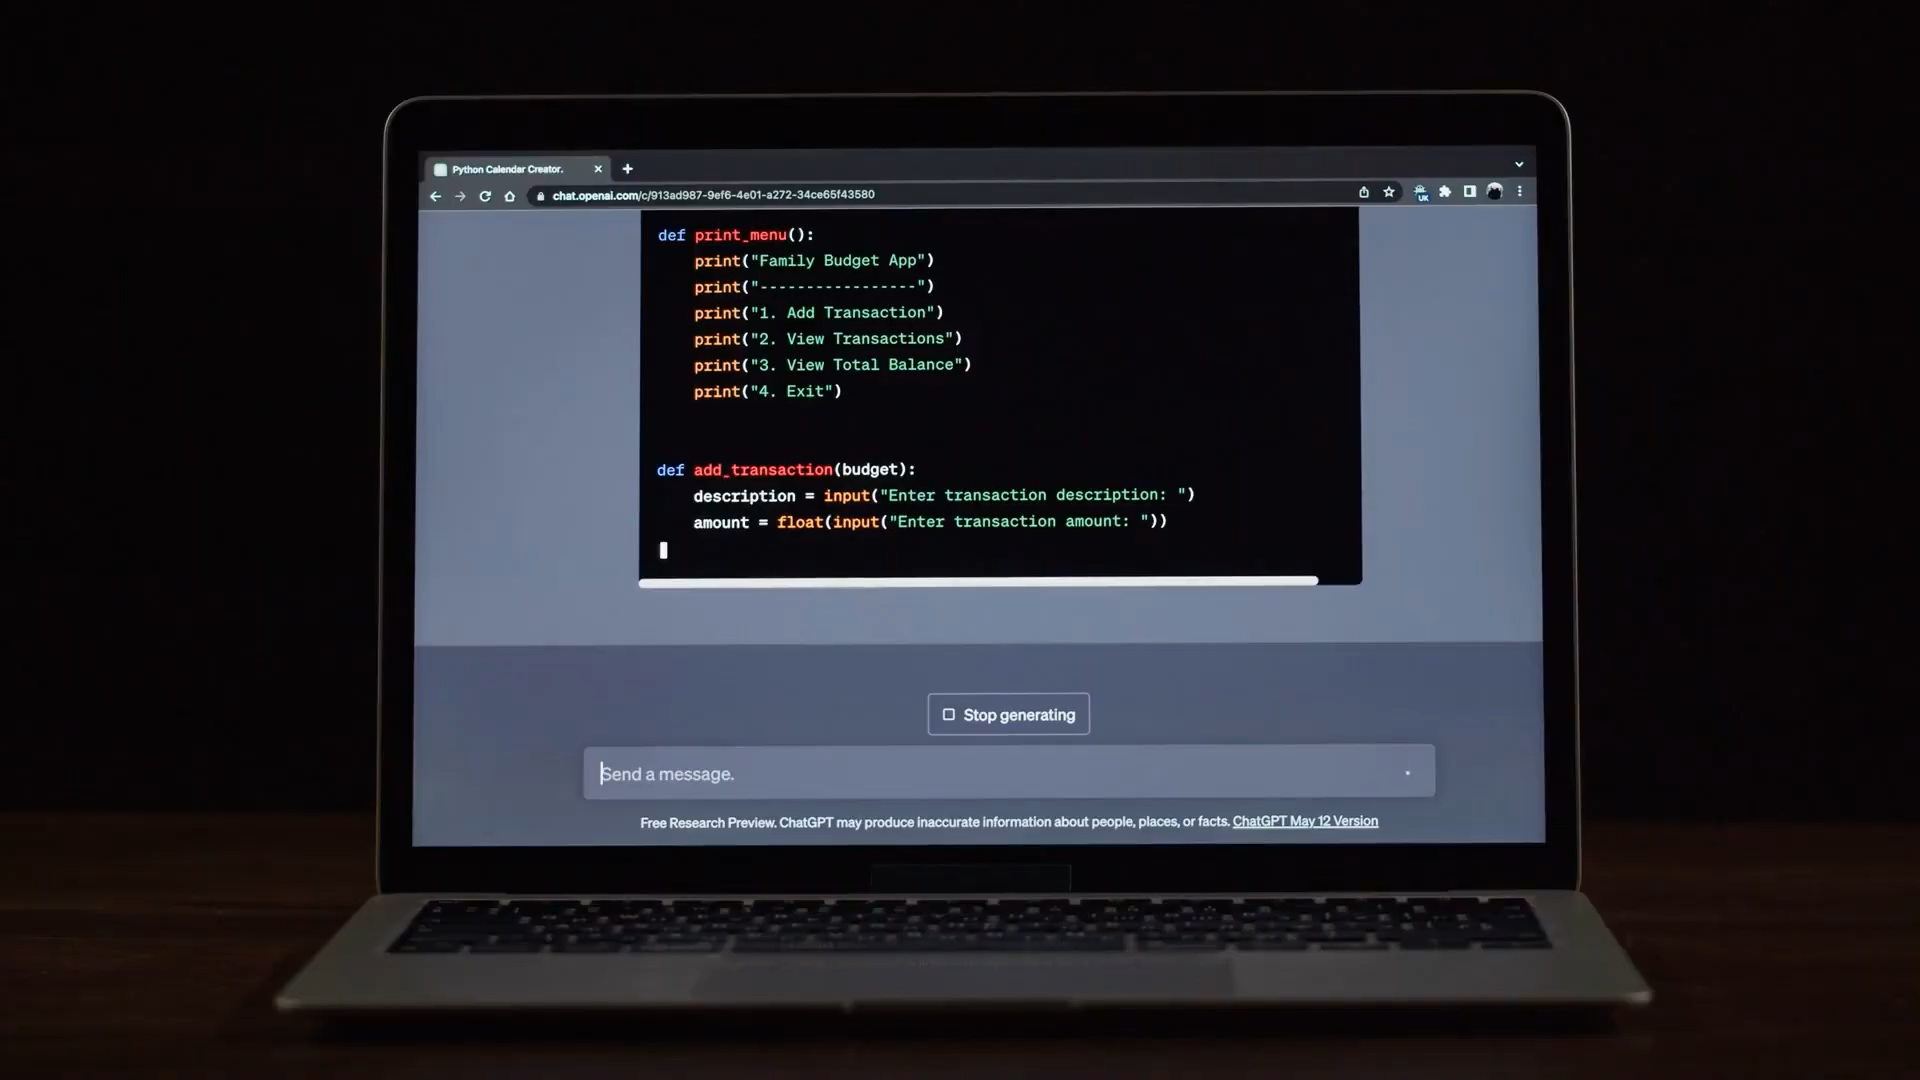 Python Calendar Creator.
chat.openai.com/c/913ad987-9ef6-4e01-a272-34ce65f43580
UK
def print_menu():
    print("Family Budget App")
    print("-----------------")
    print("1. Add Transaction")
    print("2. View Transactions")
    print("3. View Total Balance")
    print("4. Exit")
def add_transaction(budget):
    description = input("Enter transaction description: ")
    amount = float(input("Enter transaction amount: "))
Stop generating
Send a message.
Free Research Preview. ChatGPT may produce inaccurate information about people, places, or facts. ChatGPT May 12 Version